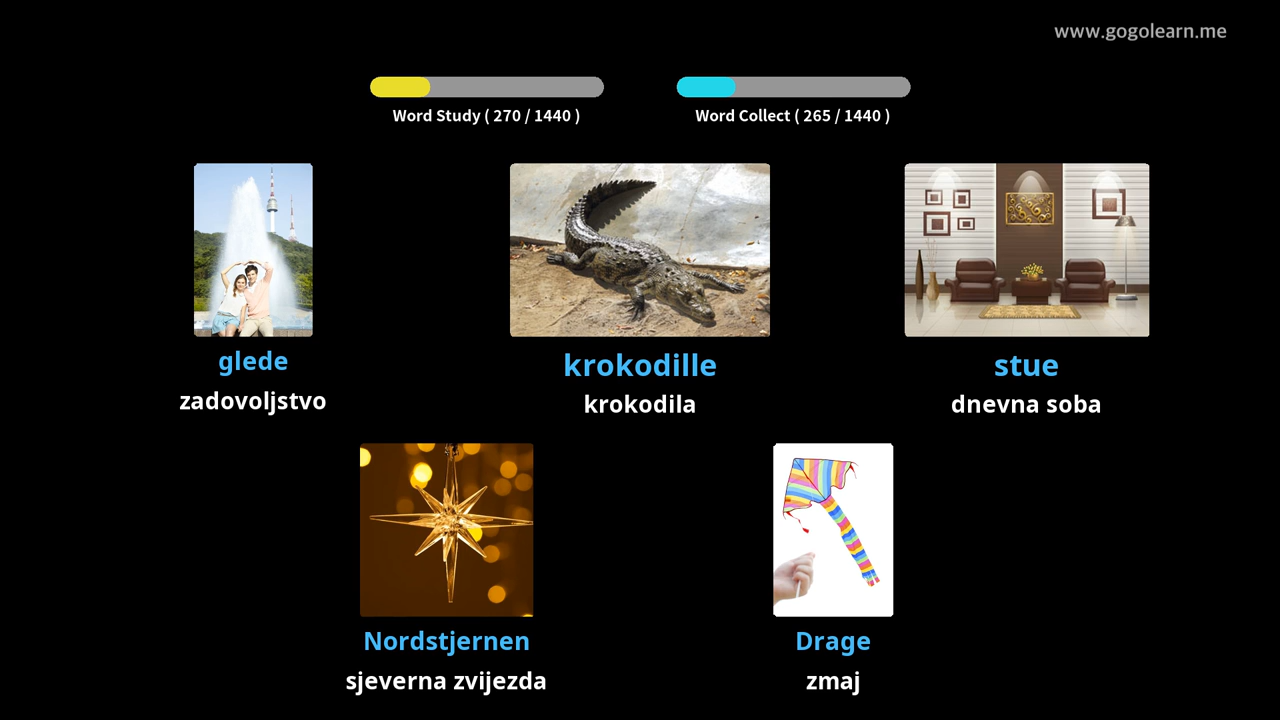 www.gogolearn.me
Word Study ( 270 / 1440 )
Word Collect ( 265 / 1440 )
glede
zadovoljstvo
krokodille
krokodila
stue
dnevna soba
Nordstjernen
sjeverna zvijezda
Drage
zmaj